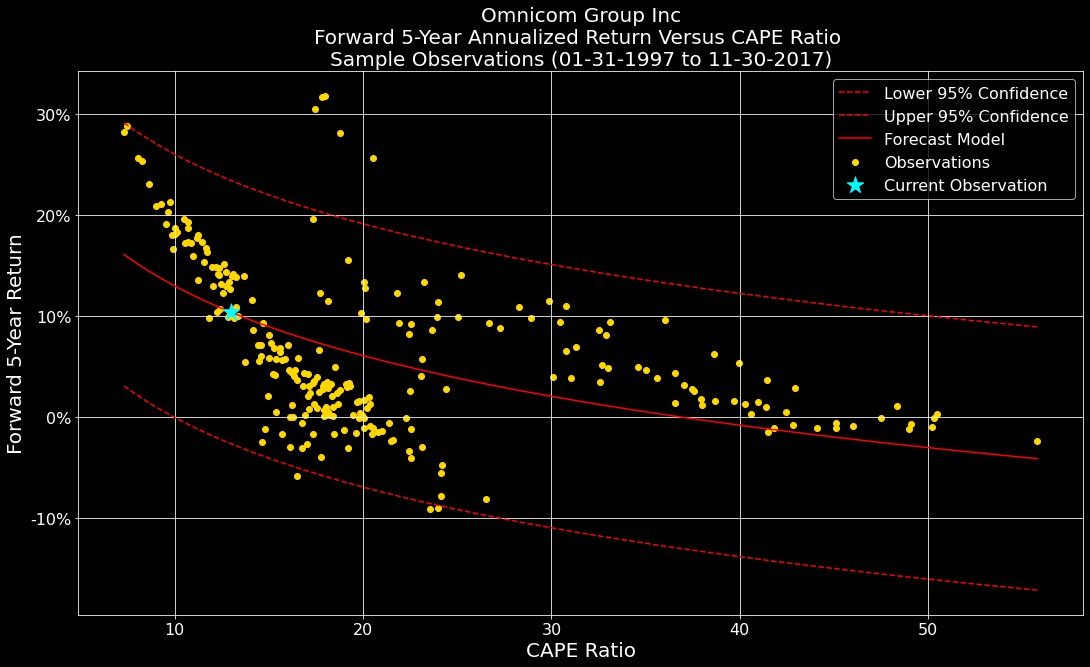 Omnicom Group Inc
Forward 5-Year Annualized Return Versus CAPE Ratio
Sample Observations (01-31-1997 to 11-30-2017)
Lower 95% Confidence
Upper 95% Confidence
Forecast Model
Observations
Current Observation
Forward 5-Year Return
30%
20%
10%
0%
-10%
10
20
30
40
50
CAPE Ratio